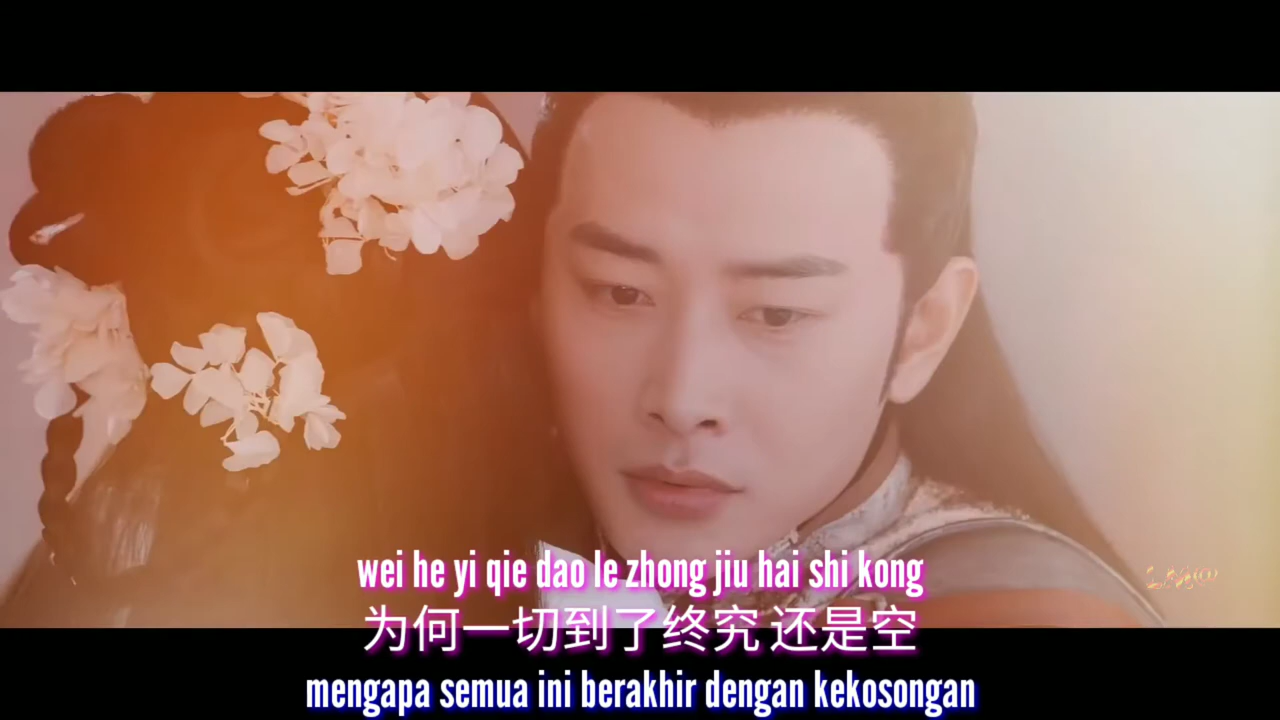 wei he yi qie dao le zhong jiu hai shi kong
为何一切到了终究 还是空
mengapa semua ini berakhir dengan kekosongan